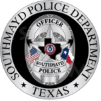 SOUTHMAYD POLICE DEPARTMENT
OFFICER
SOUTHMAYD
POLICE
TEXAS